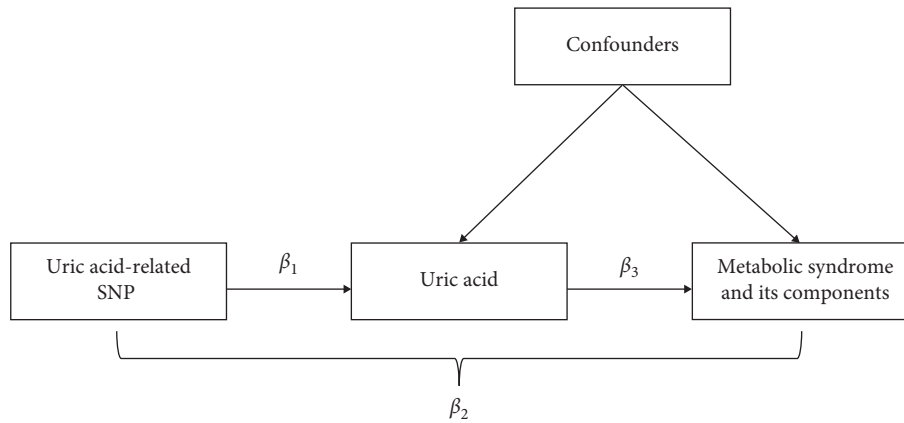 Confounders
Uric acid-related
SNP
β1
Uric acid
β3
Metabolic syndrome
and its components
β2